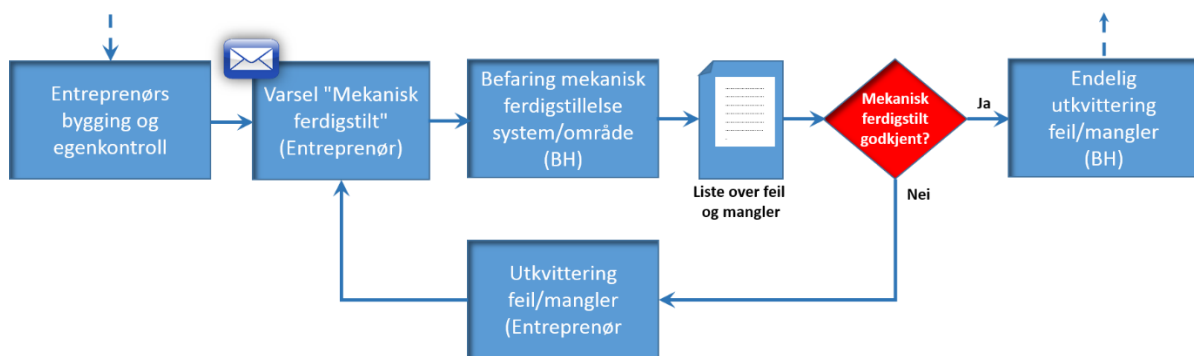 Entreprenørs
bygging og
egenkontroll
Varsel "Mekanisk
ferdigstilt"
(Entreprenør)
Befaring mekanisk
ferdigstillelse
system/område
(BH)
Liste over feil
og mangler
Mekanisk
ferdigstilt
godkjent?
Ja
Nei
Endelig
utkvittering
feil/mangler
(BH)
Utkvittering
feil/mangler
(Entreprenør